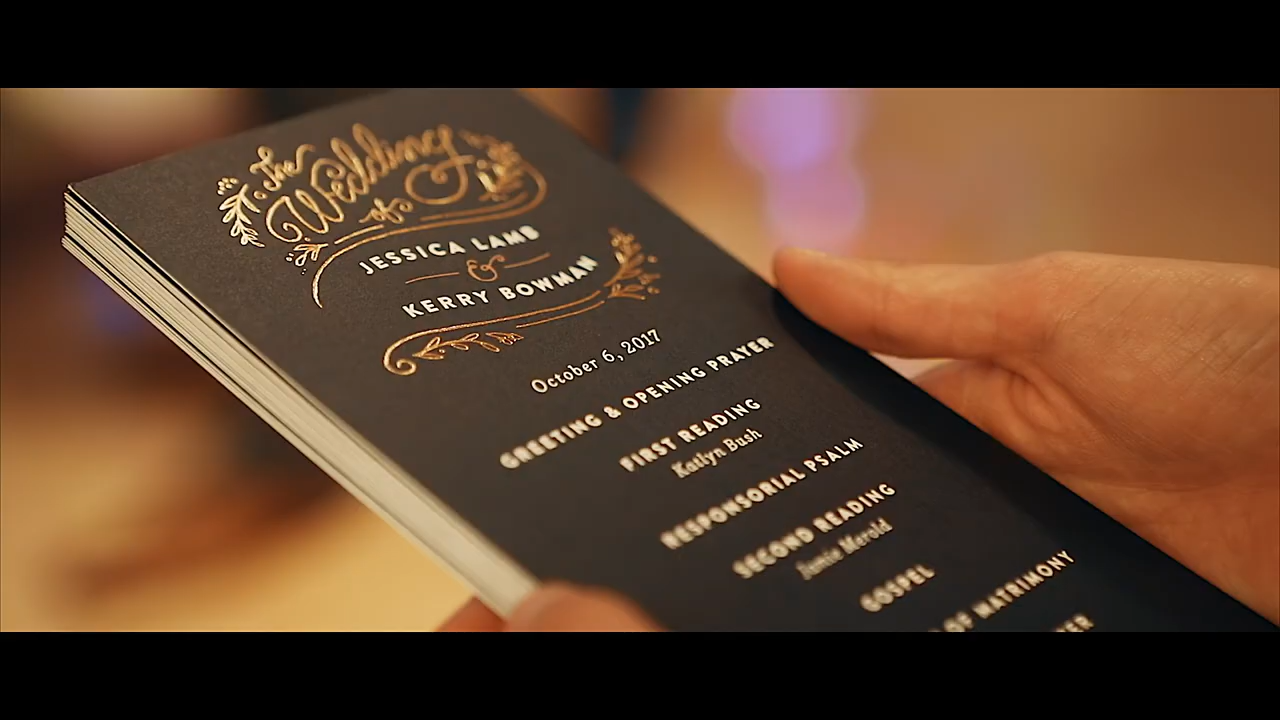 The
Wedding
of
JESSICA LAMB
&
KERRY BOWMAN
October 6, 2017
GREETING & OPENING PRAYER
FIRST READING
Katlyn Bush
RESPONSORIAL PSALM
SECOND READING
Jamie Merold
GOSPEL
OF MATRIMONY